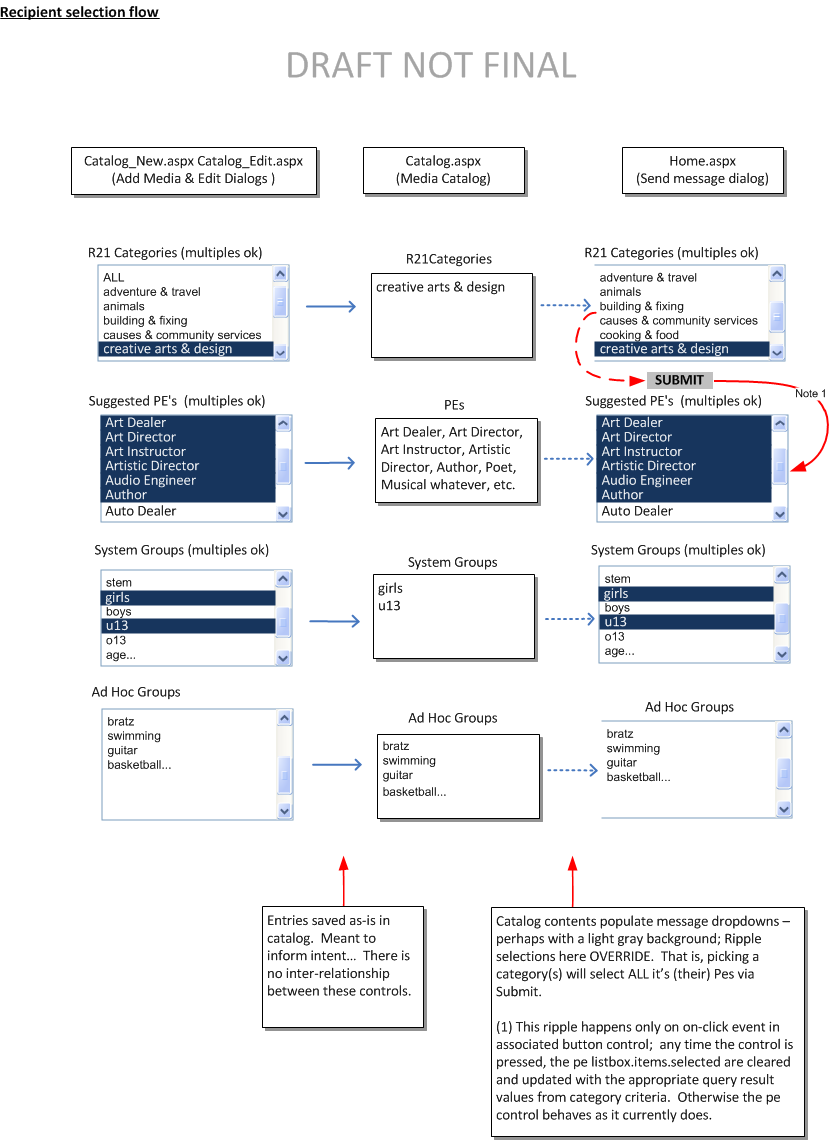 Recipient selection flow
DRAFT NOT FINAL
Catalog_New.aspx Catalog_Edit.aspx
(Add Media & Edit Dialogs )
Catalog.aspx
(Media Catalog)
Home.aspx
(Send message dialog)
R21 Categories (multiples ok)
ALL
adventure & travel
animals
building & fixing
causes & community services
creative arts & design
R21Categories
creative arts & design
R21 Categories (multiples ok)
adventure & travel
animals
building & fixing
causes & community services
cooking & food
creative arts & design
SUBMIT
Note 1
Suggested PE's  (multiples ok)
Art Dealer
Art Director
Art Instructor
Artistic Director
Audio Engineer
Author
Auto Dealer
PEs
Art Dealer, Art Director,
Art Instructor, Artistic
Director, Author, Poet,
Musical whatever, etc.
Suggested PE's  (multiples ok)
Art Dealer
Art Director
Art Instructor
Artistic Director
Audio Engineer
Author
Auto Dealer
System Groups (multiples ok)
stem
girls
boys
u13
o13
age...
System Groups
girls
u13
System Groups (multiples ok)
stem
girls
boys
u13
o13
age...
Ad Hoc Groups
bratz
swimming
guitar
basketball...
Ad Hoc Groups
bratz
swimming
guitar
basketball...
Ad Hoc Groups
bratz
swimming
guitar
basketball...
Entries saved as-is in
catalog.  Meant to
inform intent...  There is
no inter-relationship
between these controls.
Catalog contents populate message dropdowns –
perhaps with a light gray background; Ripple
selections here OVERRIDE.  That is, picking a
category(s) will select ALL it's (their) Pes via
Submit.
(1) This ripple happens only on on-click event in
associated button control;  any time the control is
pressed, the pe listbox.items.selected are cleared
and updated with the appropriate query result
values from category criteria.  Otherwise the pe
control behaves as it currently does.